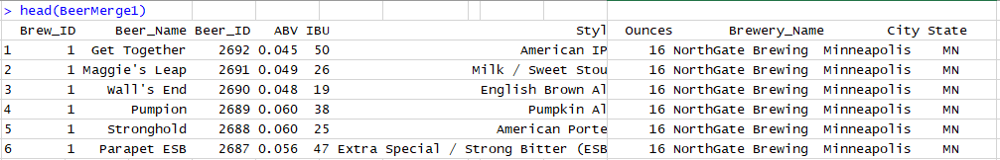 > head(BeerMerge1)
Brew_ID Beer_Name Beer_ID ABV IBU Styl Ounces Brewery_Name City State
1 1 Get Together 2692 0.045 50 American IP 16 NorthGate Brewing Minneapolis MN
2 1 Maggie's Leap 2691 0.049 26 Milk / Sweet Stou 16 NorthGate Brewing Minneapolis MN
3 1 Wall's End 2690 0.048 19 English Brown Al 16 NorthGate Brewing Minneapolis MN
4 1 Pumpion 2689 0.060 38 Pumpkin Al 16 NorthGate Brewing Minneapolis MN
5 1 Stronghold 2688 0.060 25 American Porte 16 NorthGate Brewing Minneapolis MN
6 1 Parapet ESB 2687 0.056 47 Extra Special / Strong Bitter (ESB 16 NorthGate Brewing Minneapolis MN